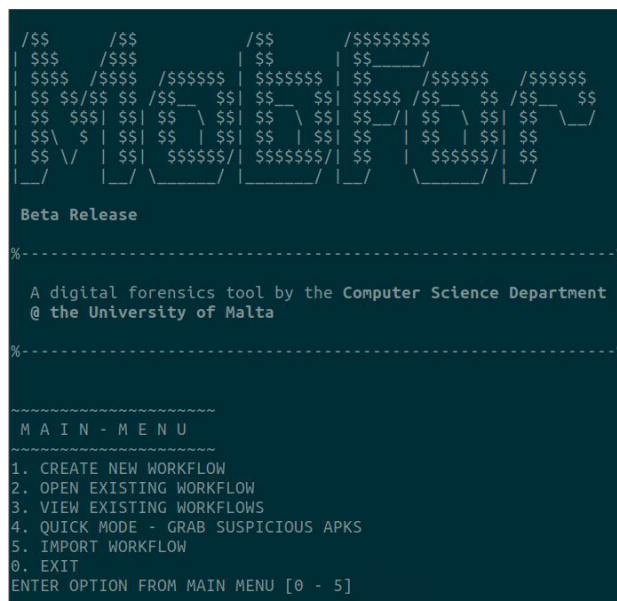 MobFor
Beta Release
%-------------------------------------------------------------
A digital forensics tool by the Computer Science Department
@ the University of Malta
%-------------------------------------------------------------
~~~~~~~~~~~~~~~~~~~~~
M A I N - M E N U
~~~~~~~~~~~~~~~~~~~~~
1. CREATE NEW WORKFLOW
2. OPEN EXISTING WORKFLOW
3. VIEW EXISTING WORKFLOWS
4. QUICK MODE - GRAB SUSPICIOUS APKS
5. IMPORT WORKFLOW
0. EXIT
ENTER OPTION FROM MAIN MENU [0 - 5]